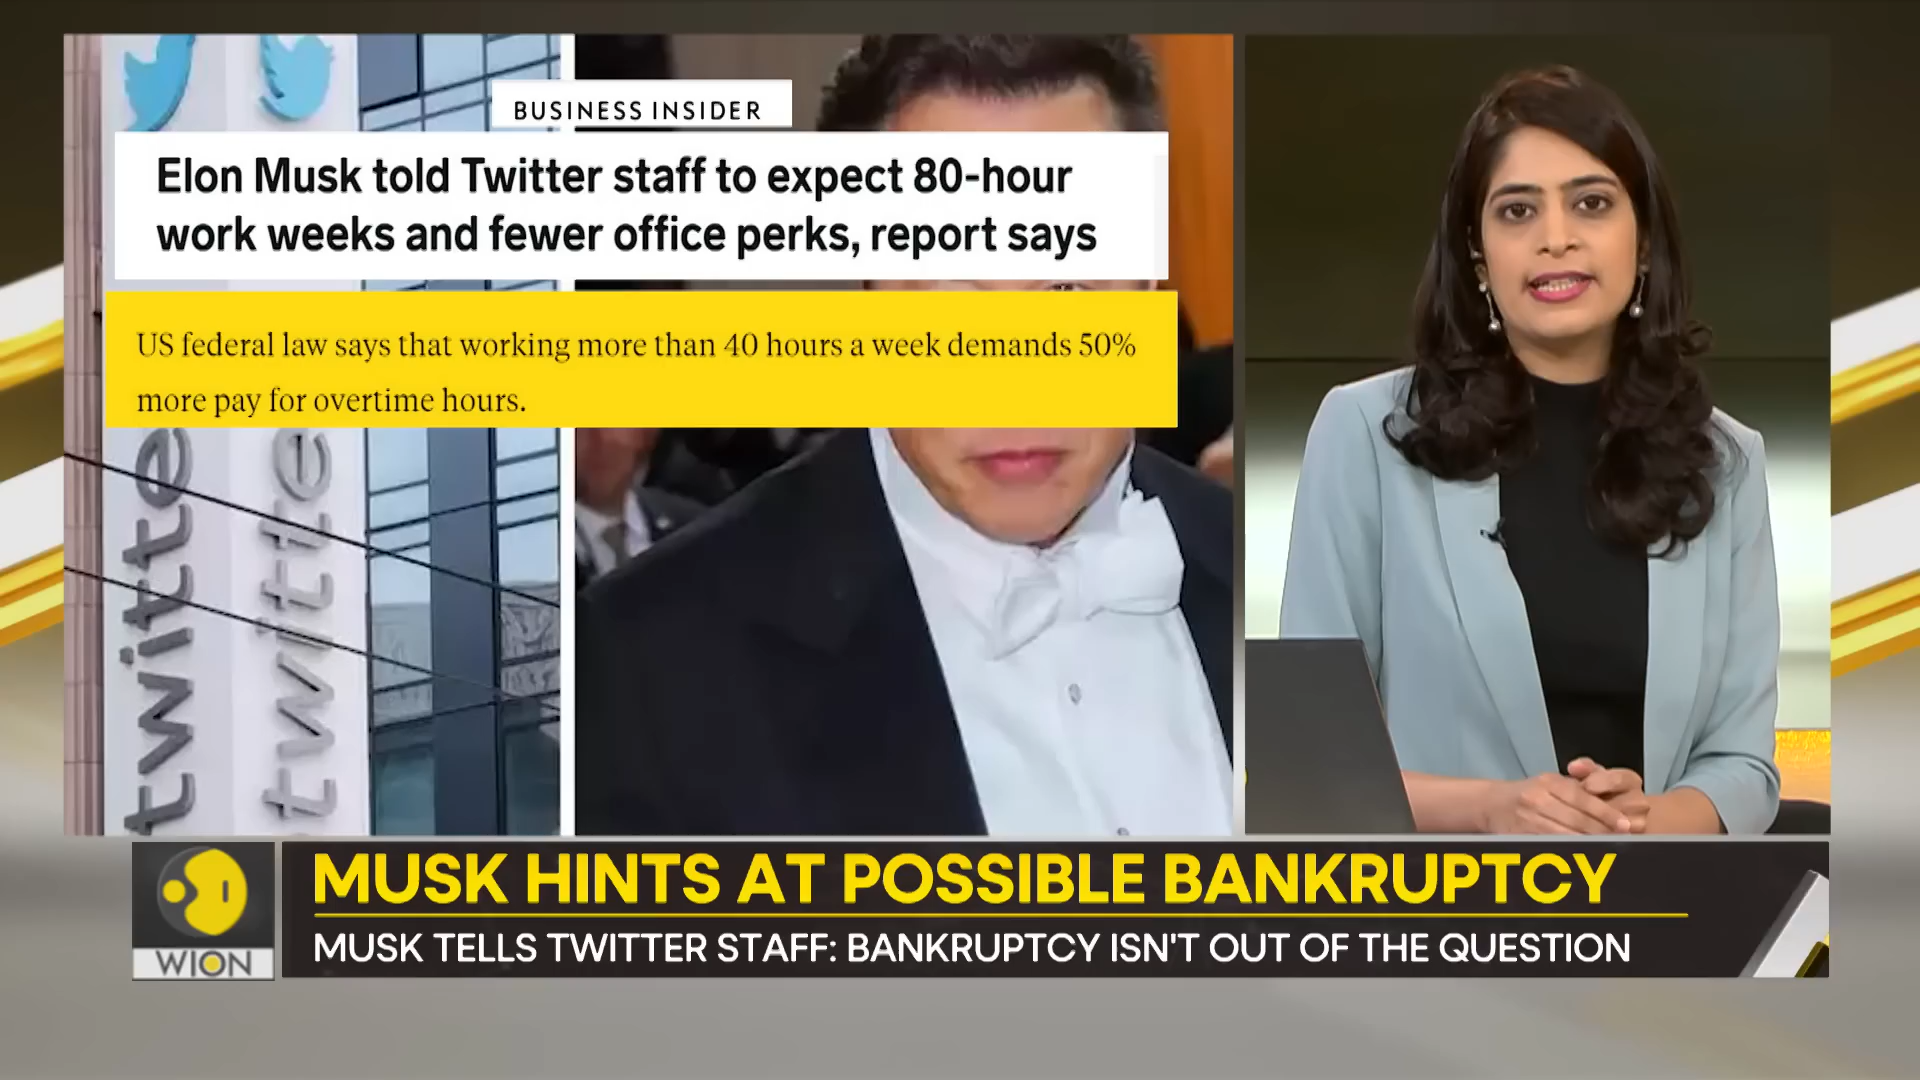 BUSINESS INSIDER
Elon Musk told Twitter staff to expect 80-hour
work weeks and fewer office perks, report says
US federal law says that working more than 40 hours a week demands 50%
more pay for overtime hours.
twitte
twitte
MUSK HINTS AT POSSIBLE BANKRUPTCY
MUSK TELLS TWITTER STAFF: BANKRUPTCY ISN'T OUT OF THE QUESTION
WION